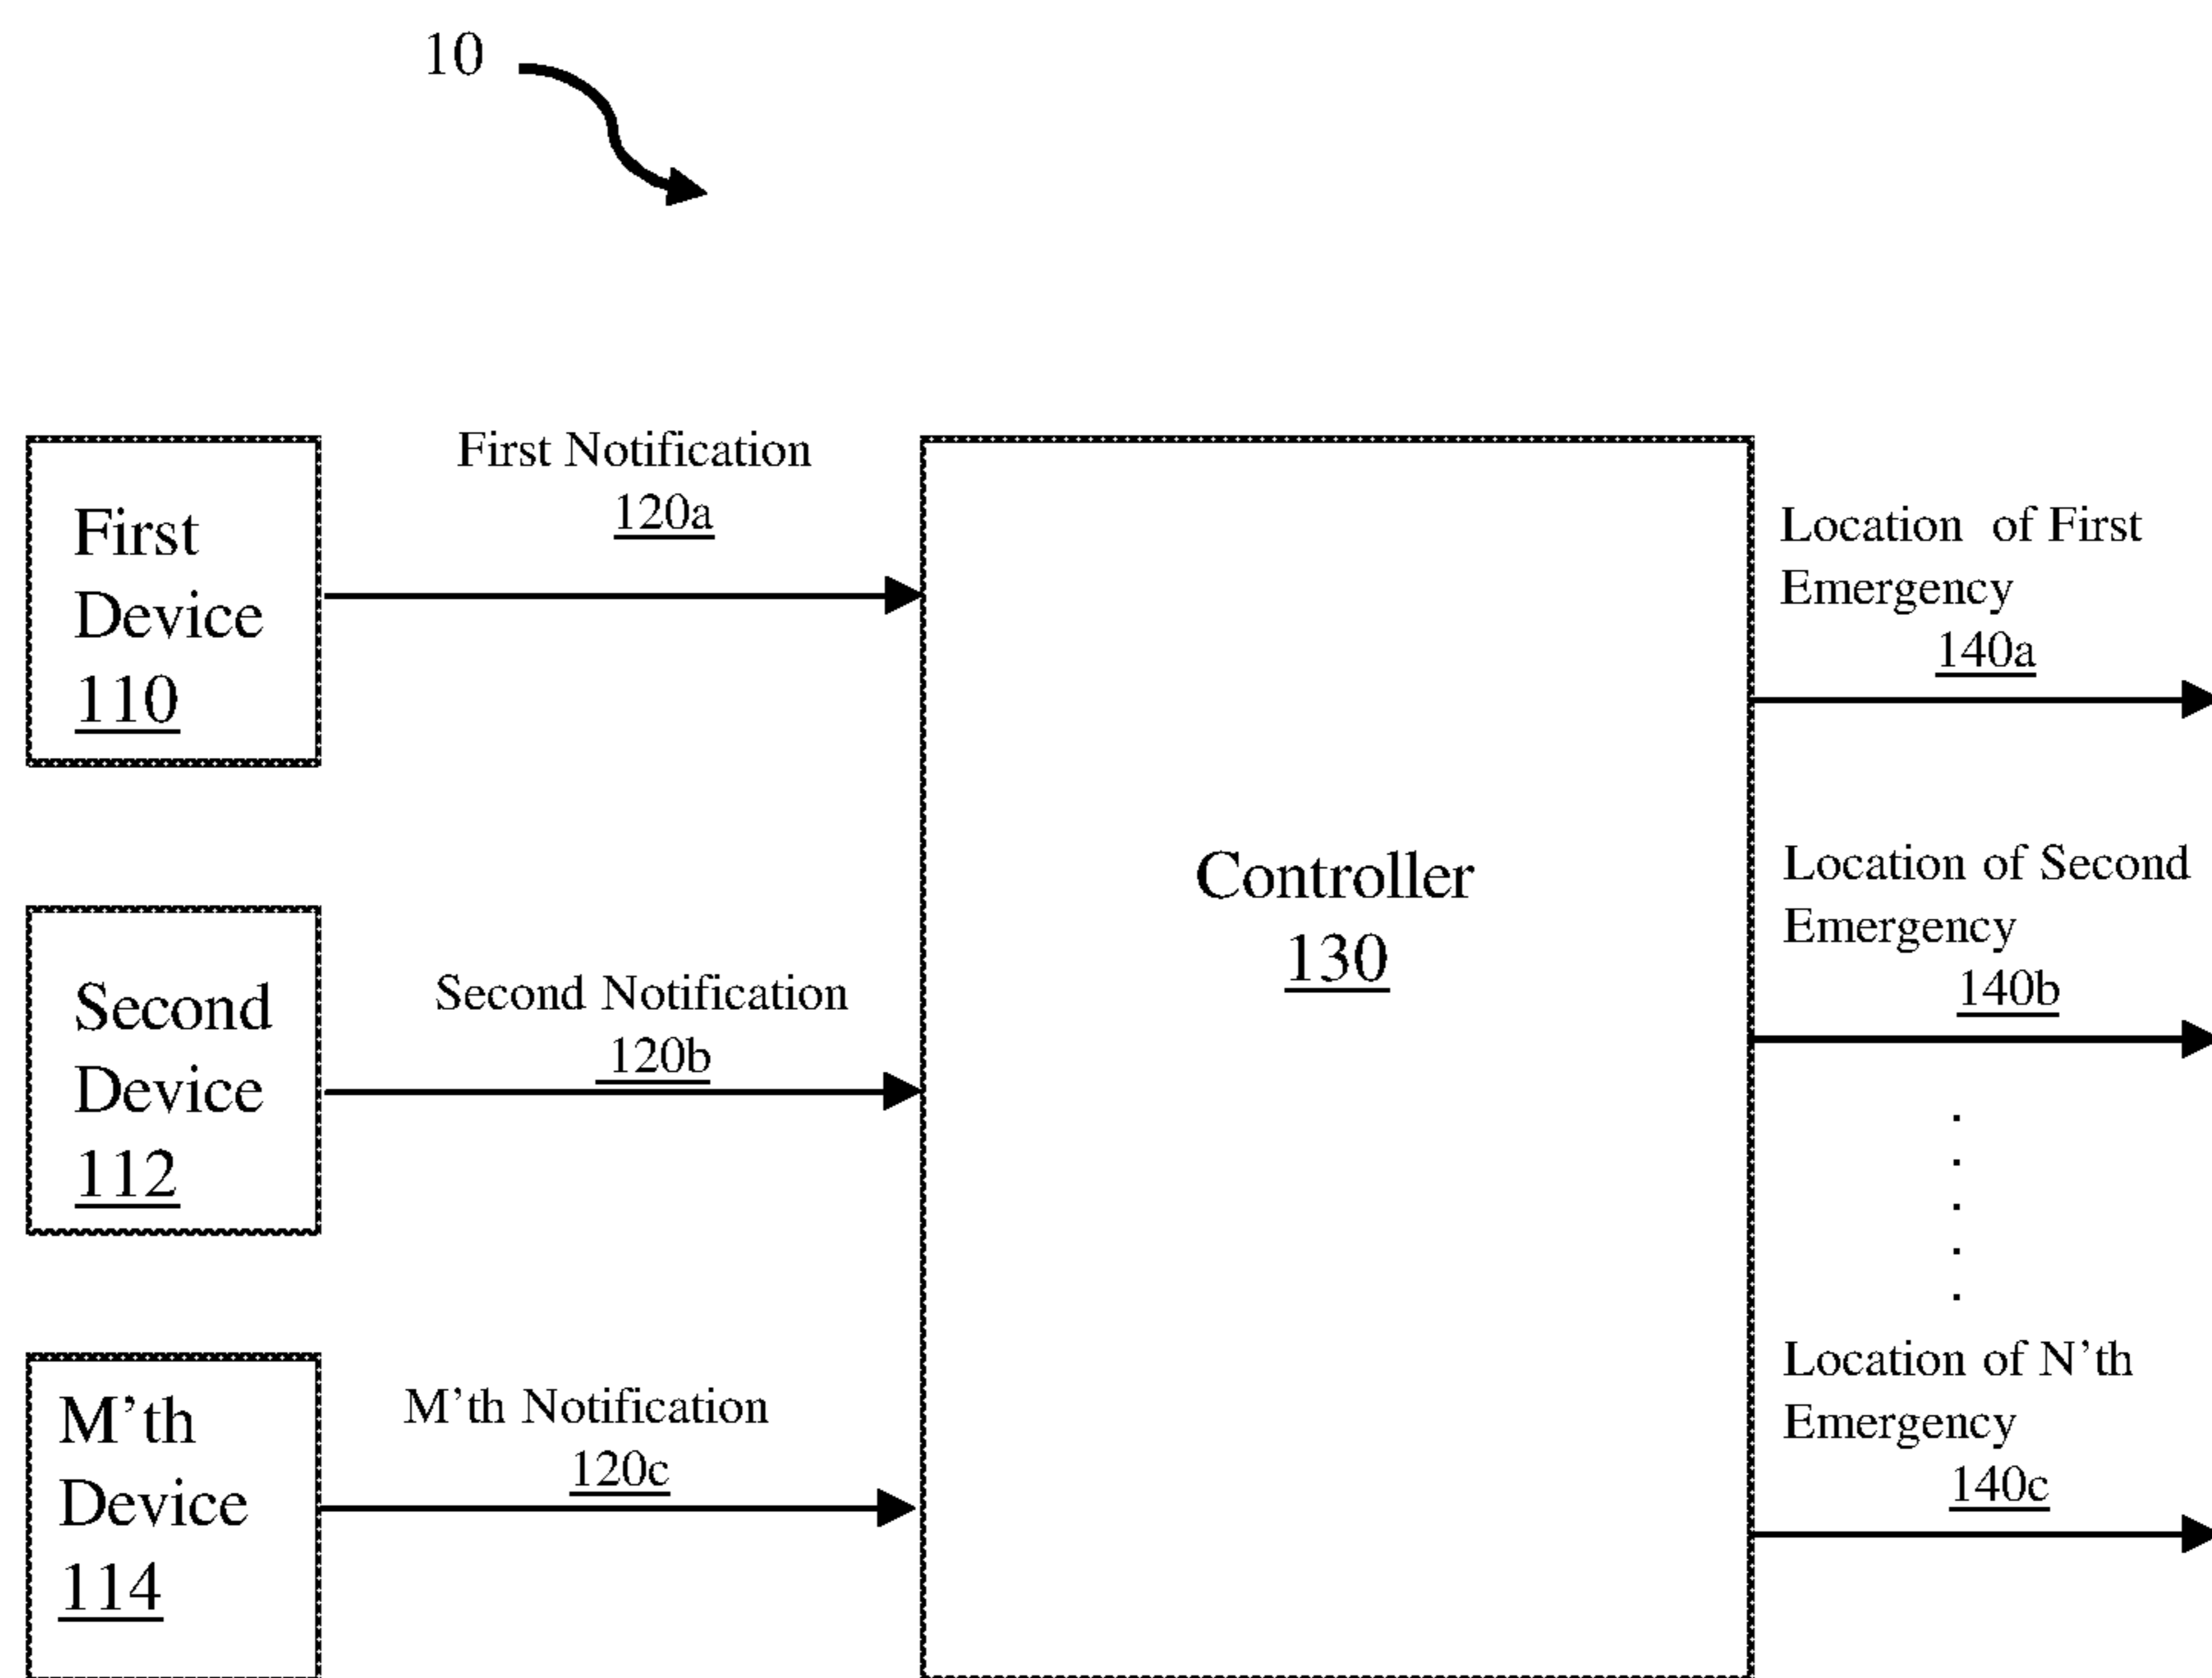 10
First
Device
110
First Notification
120a
Location of First
Emergency
140a
Controller
130
Location of Second
Emergency
140b
Second
Device
112
Second Notification
120b
M’th
Device
114
M’th Notification
120c
Location of N’th
Emergency
140c